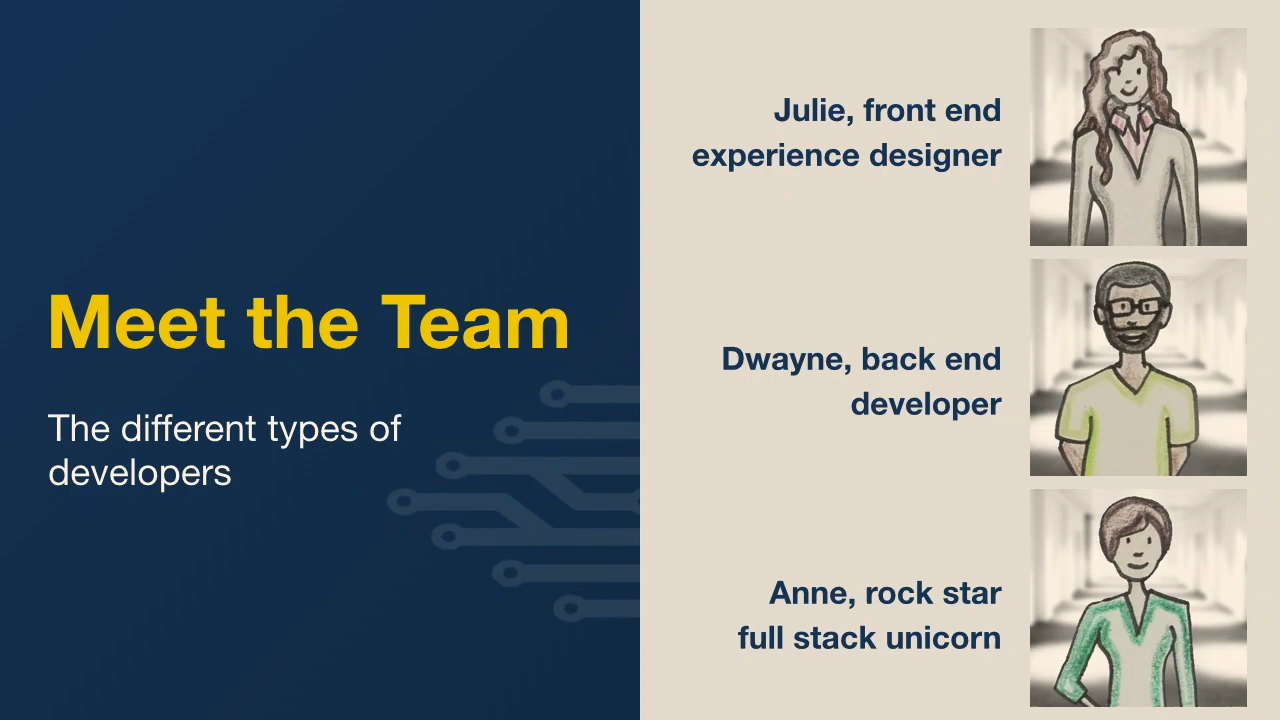 Meet the Team
The different types of
developers
Julie, front end
experience designer
Dwayne, back end
developer
Anne, rock star
full stack unicorn